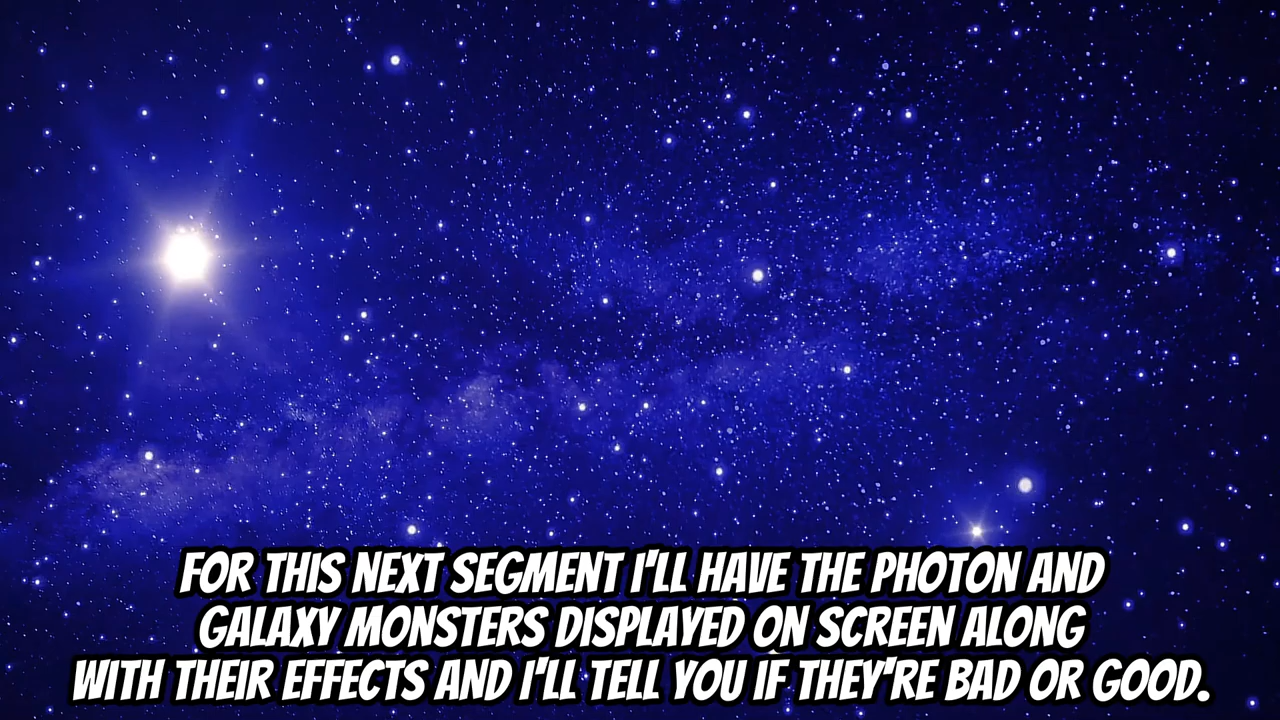 FOR THIS NEXT SEGMENT I'LL HAVE THE PHOTON AND
GALAXY MONSTERS DISPLAYED ON SCREEN ALONG
WITH THEIR EFFECTS AND I'LL TELL YOU IF THEY'RE BAD OR GOOD.